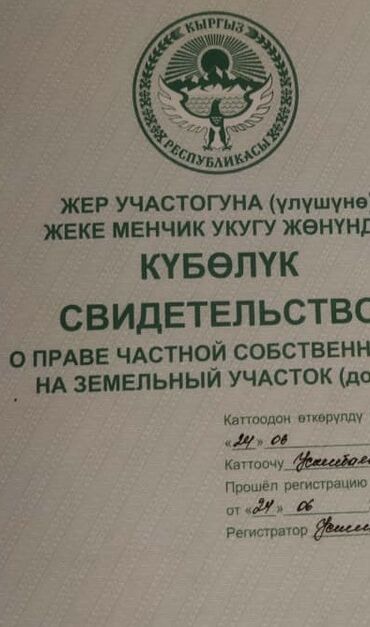 КЫРГЫЗ
РЕСПУБЛИКАСЫ
ЖЕР УЧАСТОГУНА (үлүшүнө
ЖЕКЕ МЕНЧИК УКУГУ ЖӨНҮНД
КҮБӨЛҮК
СВИДЕТЕЛЬСТВО
О ПРАВЕ ЧАСТНОЙ СОБСТВЕНН
НА ЗЕМЕЛЬНЫЙ УЧАСТОК (до
Каттоодон өткөрүлдү
«24» 06
Каттоочу
Прошёл регистрацию
от «24» 06
Регистратор